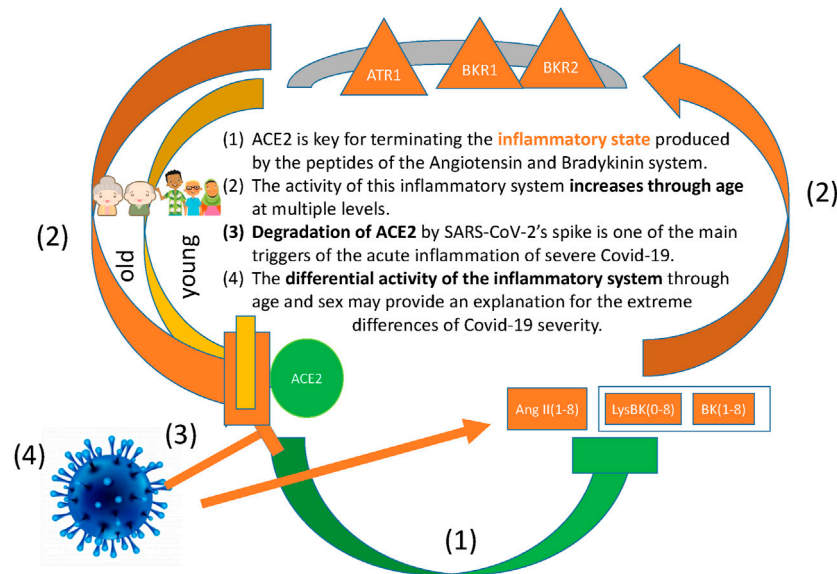 ATR1
BKR1
BKR2
(1) ACE2 is key for terminating the inflammatory state produced
by the peptides of the Angiotensin and Bradykinin system.
(2) The activity of this inflammatory system increases through age
at multiple levels.
(3) Degradation of ACE2 by SARS-CoV-2’s spike is one of the main
triggers of the acute inflammation of severe Covid-19.
(4) The differential activity of the inflammatory system through
age and sex may provide an explanation for the extreme
differences of Covid-19 severity.
(2)
old
young
(2)
ACE2
Ang II(1-8)
LysBK(0-8)
BK(1-8)
(3)
(4)
(1)